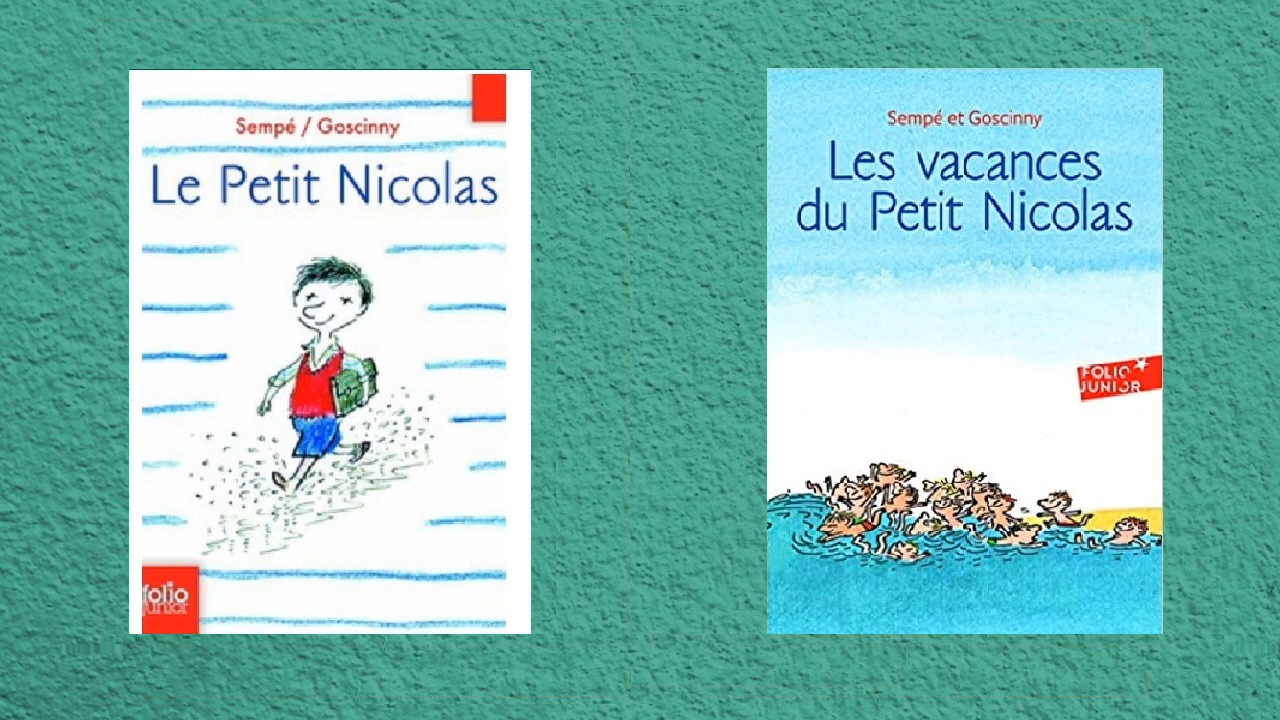 Sempé / Goscinny
Le Petit Nicolas
folio
junior
Sempé et Goscinny
Les vacances
du Petit Nicolas
FOLIO
JUNIOR